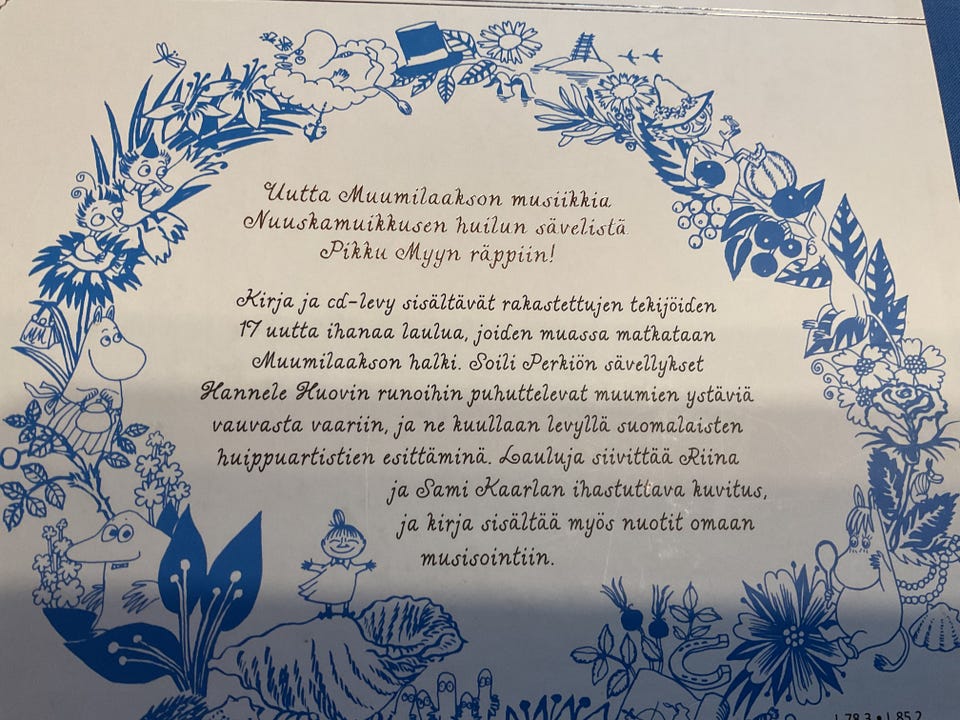 Uutta Muumilaakson musiikkia
Nuuskamuikkusen huilun sävelistä
Pikku Myyn räppiin!
Kirja ja cd-levy sisältävät rakastettujen tekijöiden
17 uutta ihanaa laulua, joiden muassa matkataan
Muumilaakson halki. Soili Perkiön sävellykset
Hannele Huovin runoihin puhuttelevat muumien ystäviä
vauvasta vaariin, ja ne kuullaan levyllä suomalaisten
huippuartistien esittäminä. Lauluja siivittää Riina
ja Sami Kaarlan ihastuttava kuvitus,
ja kirja sisältää myös nuotit omaan
musisointiin.